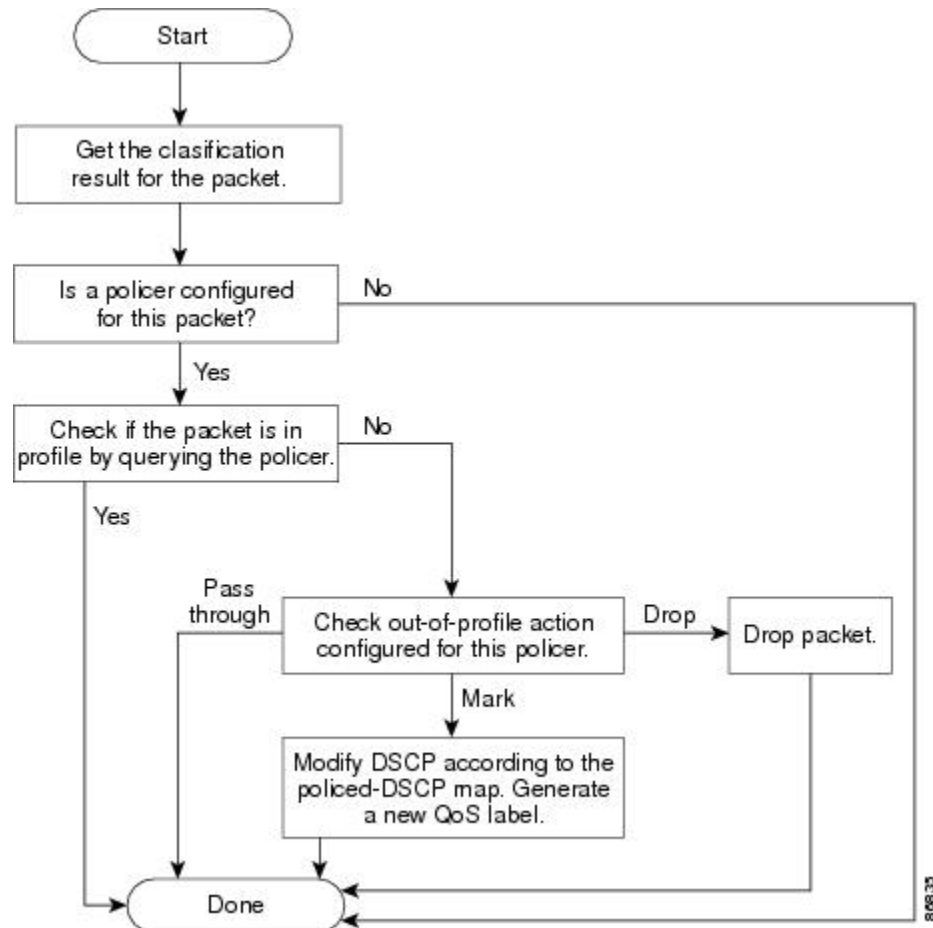 Start
Get the clasification
result for the packet.
Is a policer configured
for this packet?
No
Yes
Check if the packet is in
profile by querying the policer.
No
Yes
Pass
through
Check out-of-profile action
configured for this policer.
Drop
Drop packet.
Mark
Modify DSCP according to the
policed-DSCP map. Generate
a new QoS label.
Done
86835